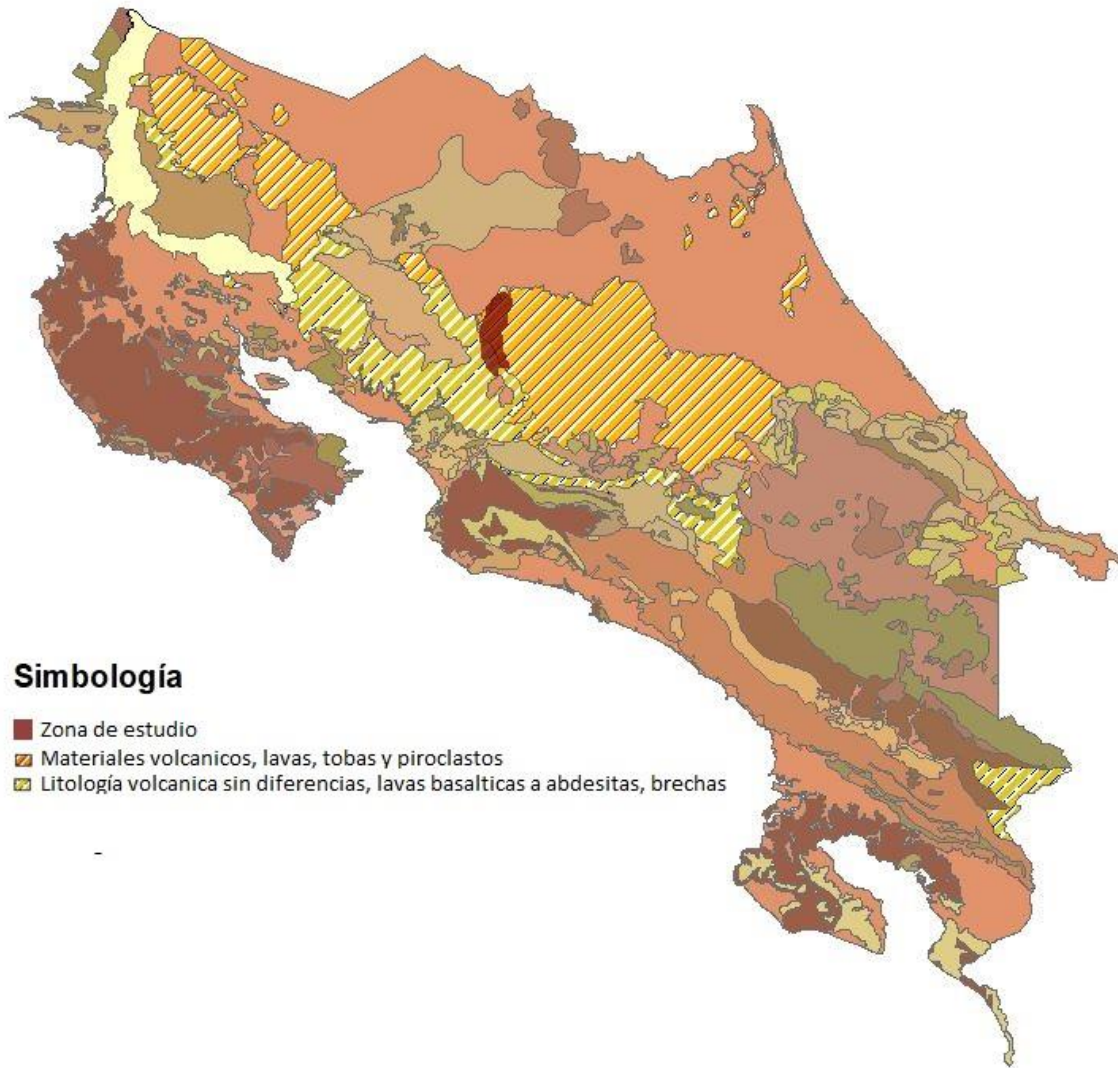 Simbología
Zona de estudio
Materiales volcanicos, lavas, tobas y piroclastos
Litología volcanica sin diferencias, lavas basalticas a abdesitas, brechas
-